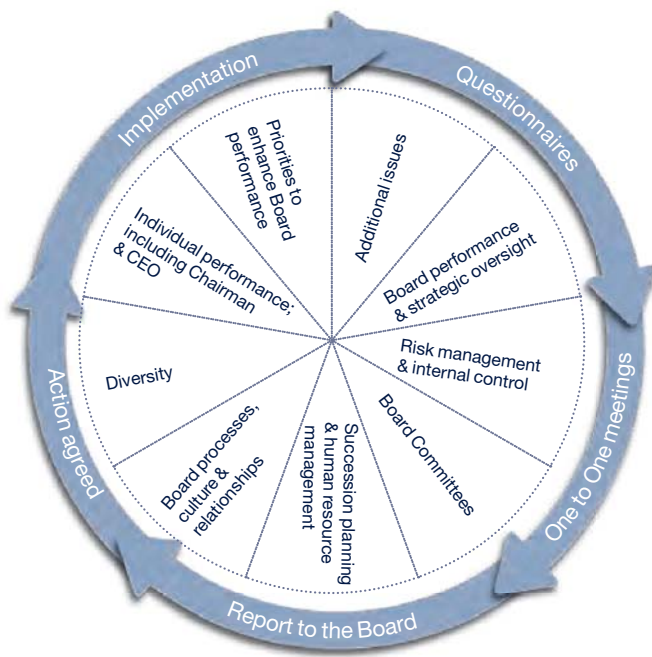 Implementation
Questionnaires
One to One meetings
Report to the Board
Action agreed
Priorities to
enhance Board
performance
Additional issues
Board performance
& strategic oversight
Risk management
& internal control
Board Committees
Succession planning
& human resource
management
Board processes,
culture &
relationships
Diversity
Individual performance;
including Chairman
& CEO